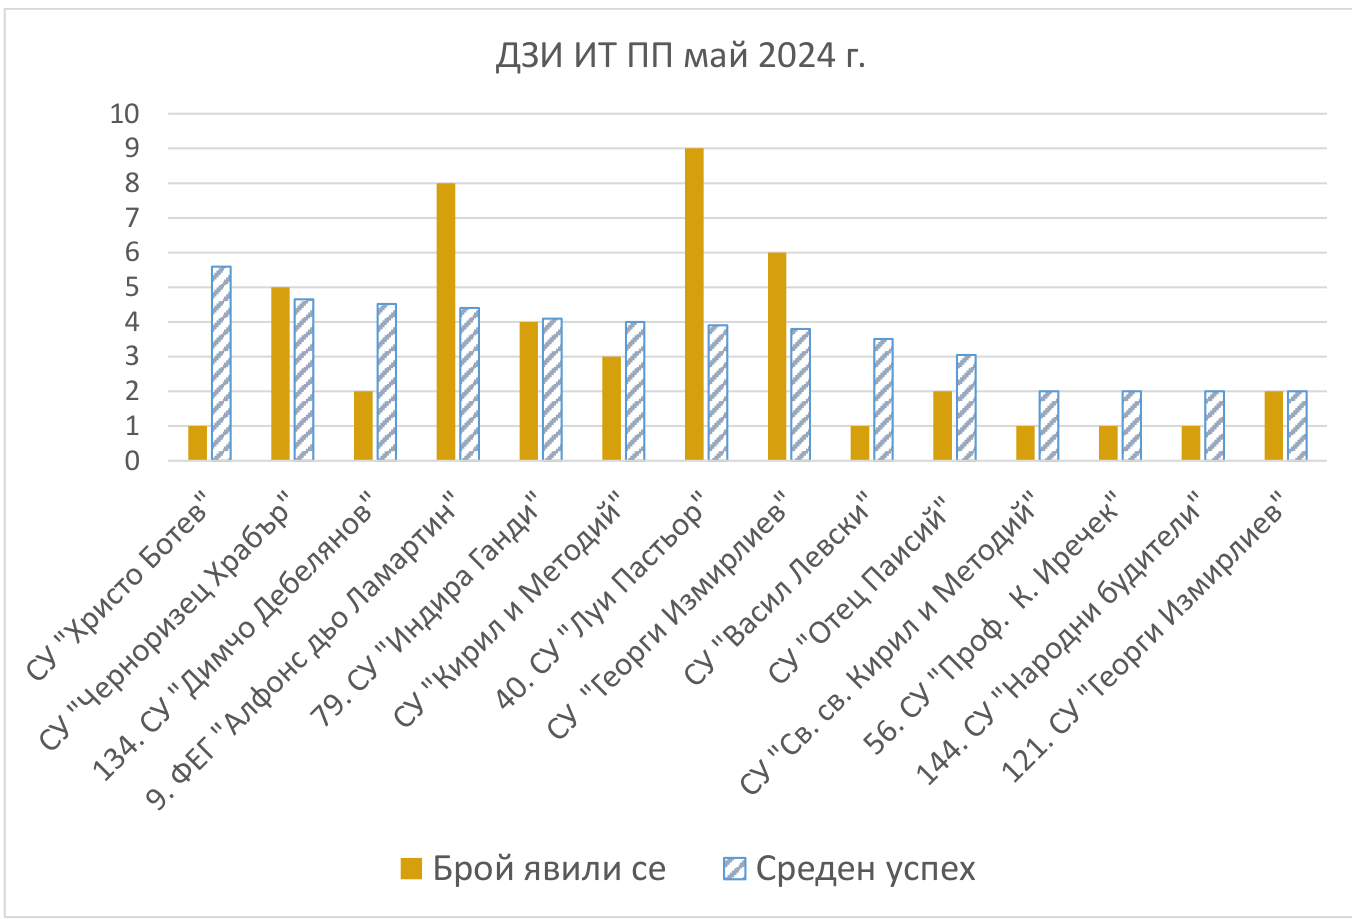 ДЗИ ИТ ПП май 2024 г.
10
9
8
7
6
5
4
3
2
1
0
СУ "Христо Ботев"
СУ "Черноризец Храбър"
134. СУ "Димчо Дебелянов"
9. ФЕГ "Алфонс дьо Ламартин"
79. СУ "Индира Ганди"
СУ "Кирил и Методий"
40. СУ "Луи Пастьор"
СУ "Георги Измирлиев"
СУ "Васил Левски"
СУ "Отец Паисий"
СУ "Св. св. Кирил и Методий"
56. СУ "Проф. К. Иречек"
144. СУ "Народни будители"
121. СУ "Георги Измирлиев"
Брой явили се
Среден успех